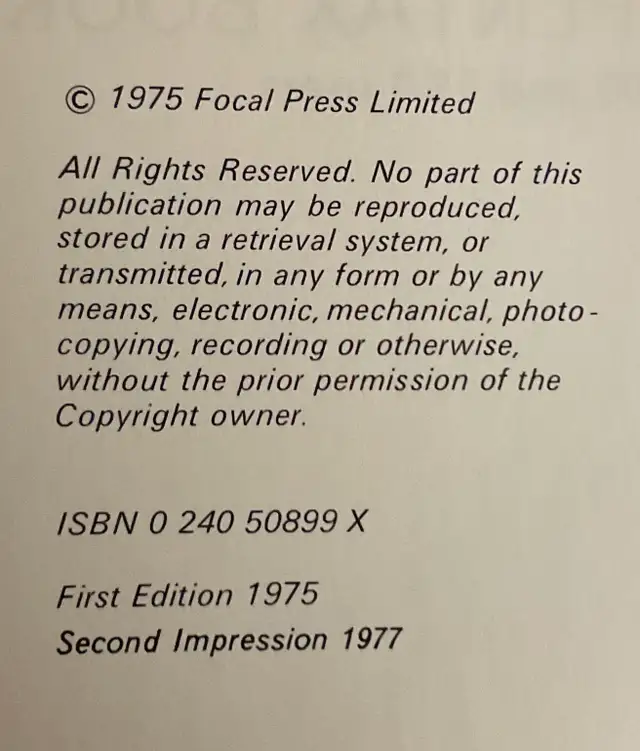 © 1975 Focal Press Limited
All Rights Reserved. No part of this
publication may be reproduced,
stored in a retrieval system, or
transmitted, in any form or by any
means, electronic, mechanical, photo-
copying, recording or otherwise,
without the prior permission of the
Copyright owner.
ISBN 0 240 50899 X
First Edition 1975
Second Impression 1977